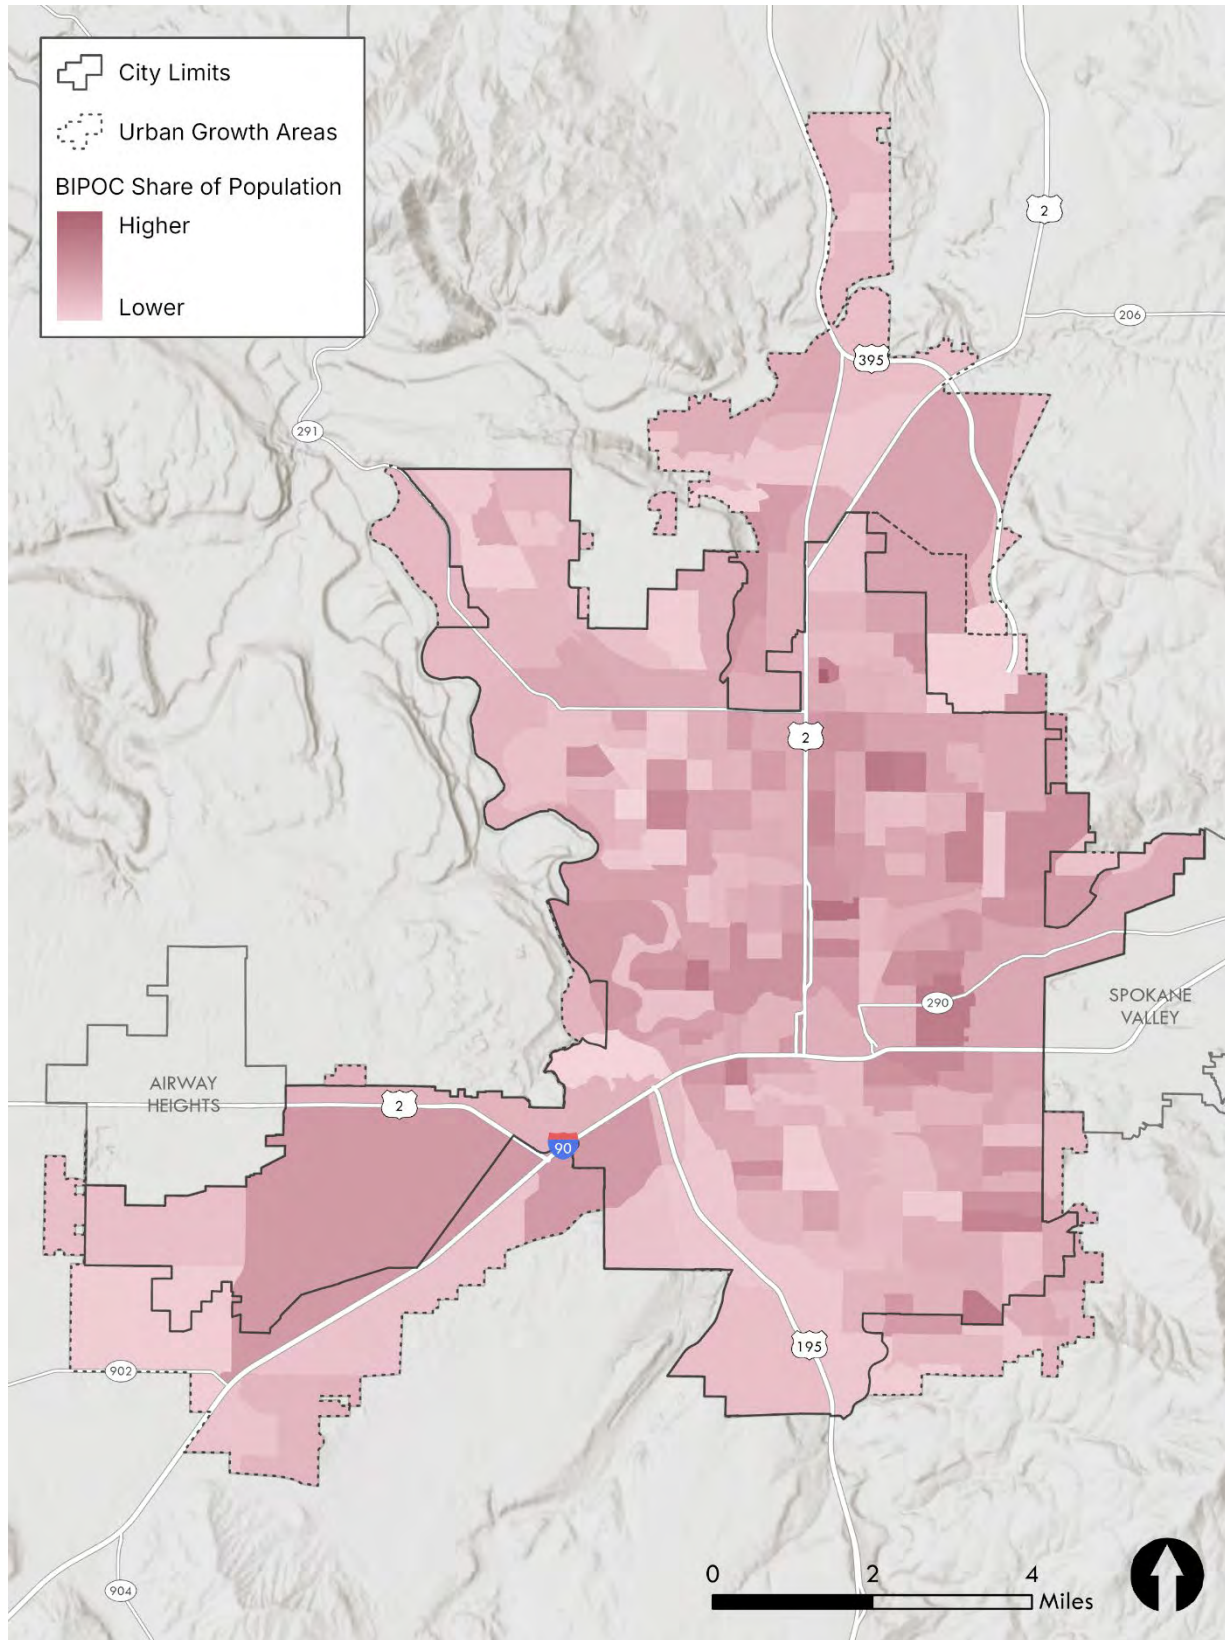 City Limits
Urban Growth Areas
BIPOC Share of Population
Higher
Lower
2
206
395
291
2
290
SPOKANE
VALLEY
AIRWAY
HEIGHTS
2
90
195
902
904
0 2 4
Miles